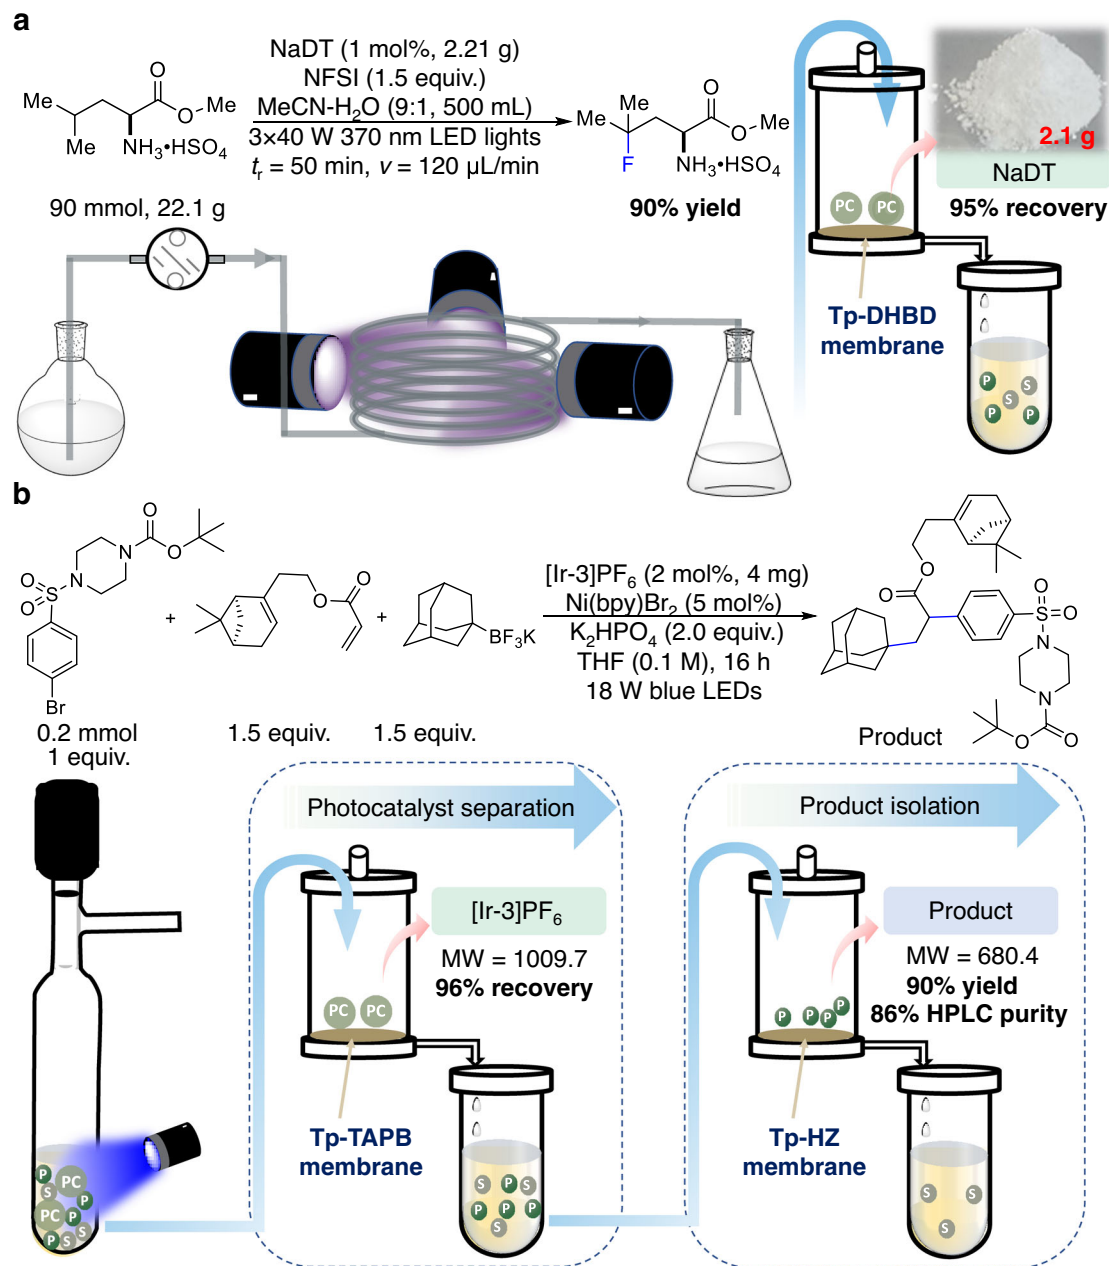 a
NaDT (1 mol%, 2.21 g)
NFSI (1.5 equiv.)
MeCN-H₂O (9:1, 500 mL)
3×40 W 370 nm LED lights
tᵣ = 50 min, v = 120 µL/min
Me
Me
O
O
Me
NH₃•HSO₄
90 mmol, 22.1 g
Me
Me
F
O
O
Me
NH₃•HSO₄
90% yield
PC
PC
2.1 g
NaDT
95% recovery
Tp-DHBD
membrane
P
S
S
P
P
b
O
O
N
N
O
O
S
Br
0.2 mmol
1 equiv.
+
O
O
1.5 equiv.
+
BF₃K
1.5 equiv.
[Ir-3]PF₆ (2 mol%, 4 mg)
Ni(bpy)Br₂ (5 mol%)
K₂HPO₄ (2.0 equiv.)
THF (0.1 M), 16 h
18 W blue LEDs
O
O
S
O
O
N
N
O
O
Product
Photocatalyst separation
[Ir-3]PF₆
MW = 1009.7
96% recovery
PC
PC
Tp-TAPB
membrane
Product isolation
Product
MW = 680.4
90% yield
86% HPLC purity
P
P
P
P
Tp-HZ
membrane
P
PC
S
P
PC
P
S
P
S
S
P
S
P
P
P
S
S
S
S